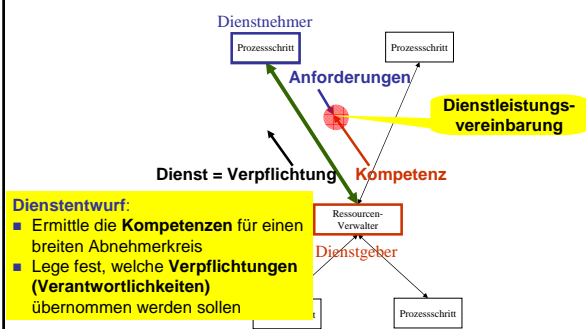 Dienstnehmer
Prozessschritt
Prozessschritt
Anforderungen
Dienstleistungs-
vereinbarung
Dienst = Verpflichtung
Kompetenz
Dienstentwurf:
Ermittle die Kompetenzen für einen
breiten Abnehmerkreis
Lege fest, welche Verpflichtungen
(Verantwortlichkeiten)
übernommen werden sollen
Ressourcen-
Verwalter
Dienstgeber
Prozessschritt